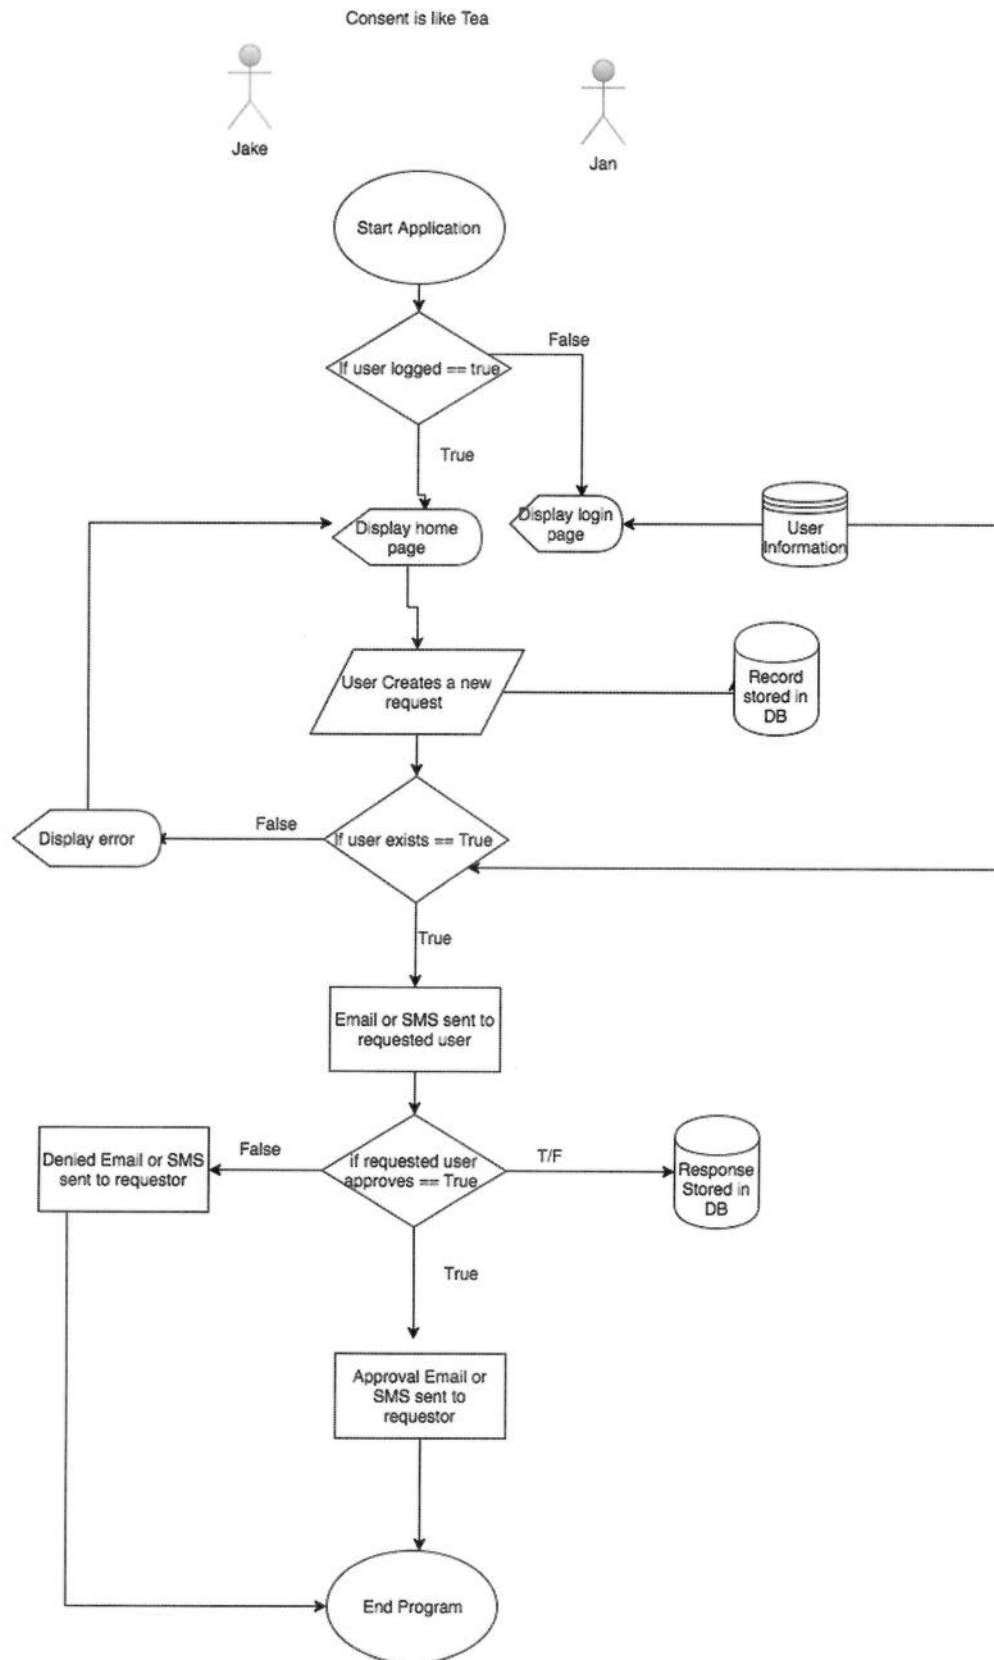 Consent is like Tea
Jake
Jan
Start Application
False
If user logged == true
True
Display home
page
Display login
page
User
Information
User Creates a new
request
Record
stored in
DB
False
Display error
If user exists == True
True
Email or SMS sent to
requested user
Denied Email or SMS
sent to requestor
False
if requested user
approves == True
T/F
Response
Stored in
DB
True
Approval Email or
SMS sent to
requestor
End Program